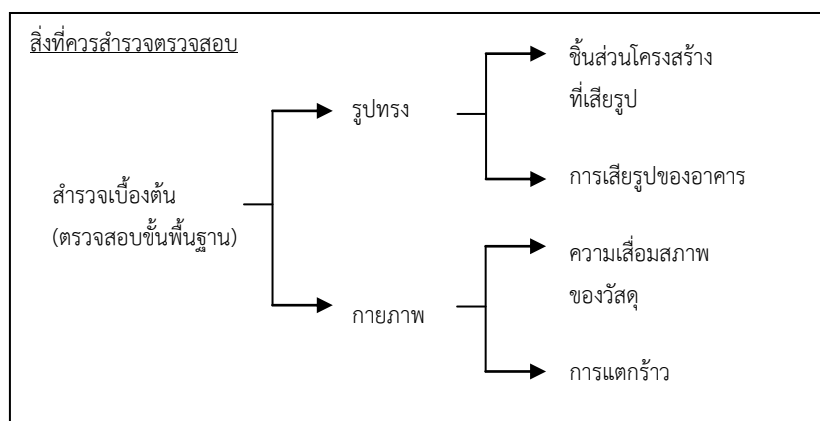 สิ่งที่ควรสำรวจตรวจสอบ
สำรวจเบื้องต้น
(ตรวจสอบขั้นพื้นฐาน)
รูปทรง
ชิ้นส่วนโครงสร้าง
ที่เสียรูป
การเสียรูปของอาคาร
กายภาพ
ความเสื่อมสภาพ
ของวัสดุ
การแตกร้าว